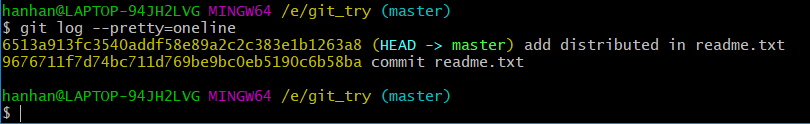 hanhan@LAPTOP-94JH2LVG MINGW64 /e/git_try (master)
$ git log --pretty=oneline
6513a913fc3540addf58e89a2c2c383e1b1263a8 (HEAD -> master) add distributed in readme.txt
9676711f7d74bc711d769be9bc0eb5190c6b58ba commit readme.txt
hanhan@LAPTOP-94JH2LVG MINGW64 /e/git_try (master)
$